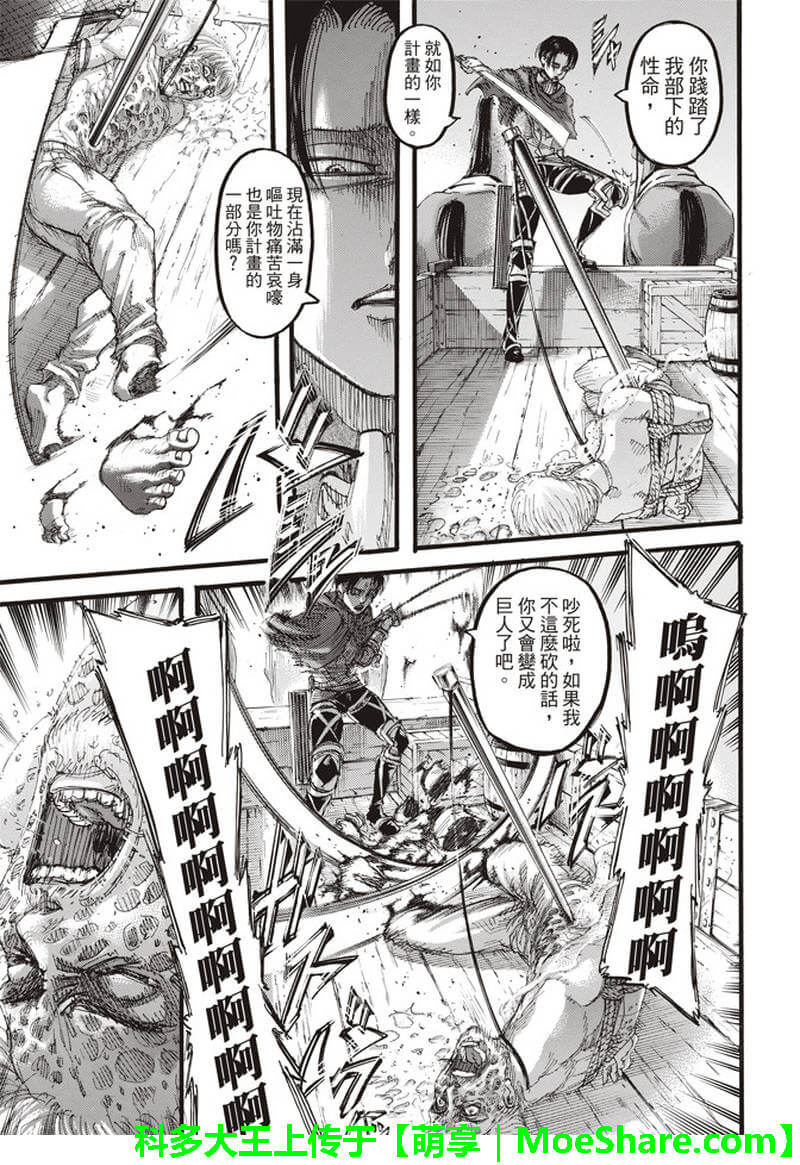 你踐踏了
我部下的
性命，
就如你
計畫的一樣。
現在沾滿一身
嘔吐物痛苦哀嚎
也是你計畫的
一部分嗎？
吵死啦，如果我
不這麼砍的話，
你又會變成
巨人了吧。
嗚啊啊啊啊啊啊
啊啊啊啊啊啊啊啊啊
科多大王上传于【萌享】|MoeShare.com